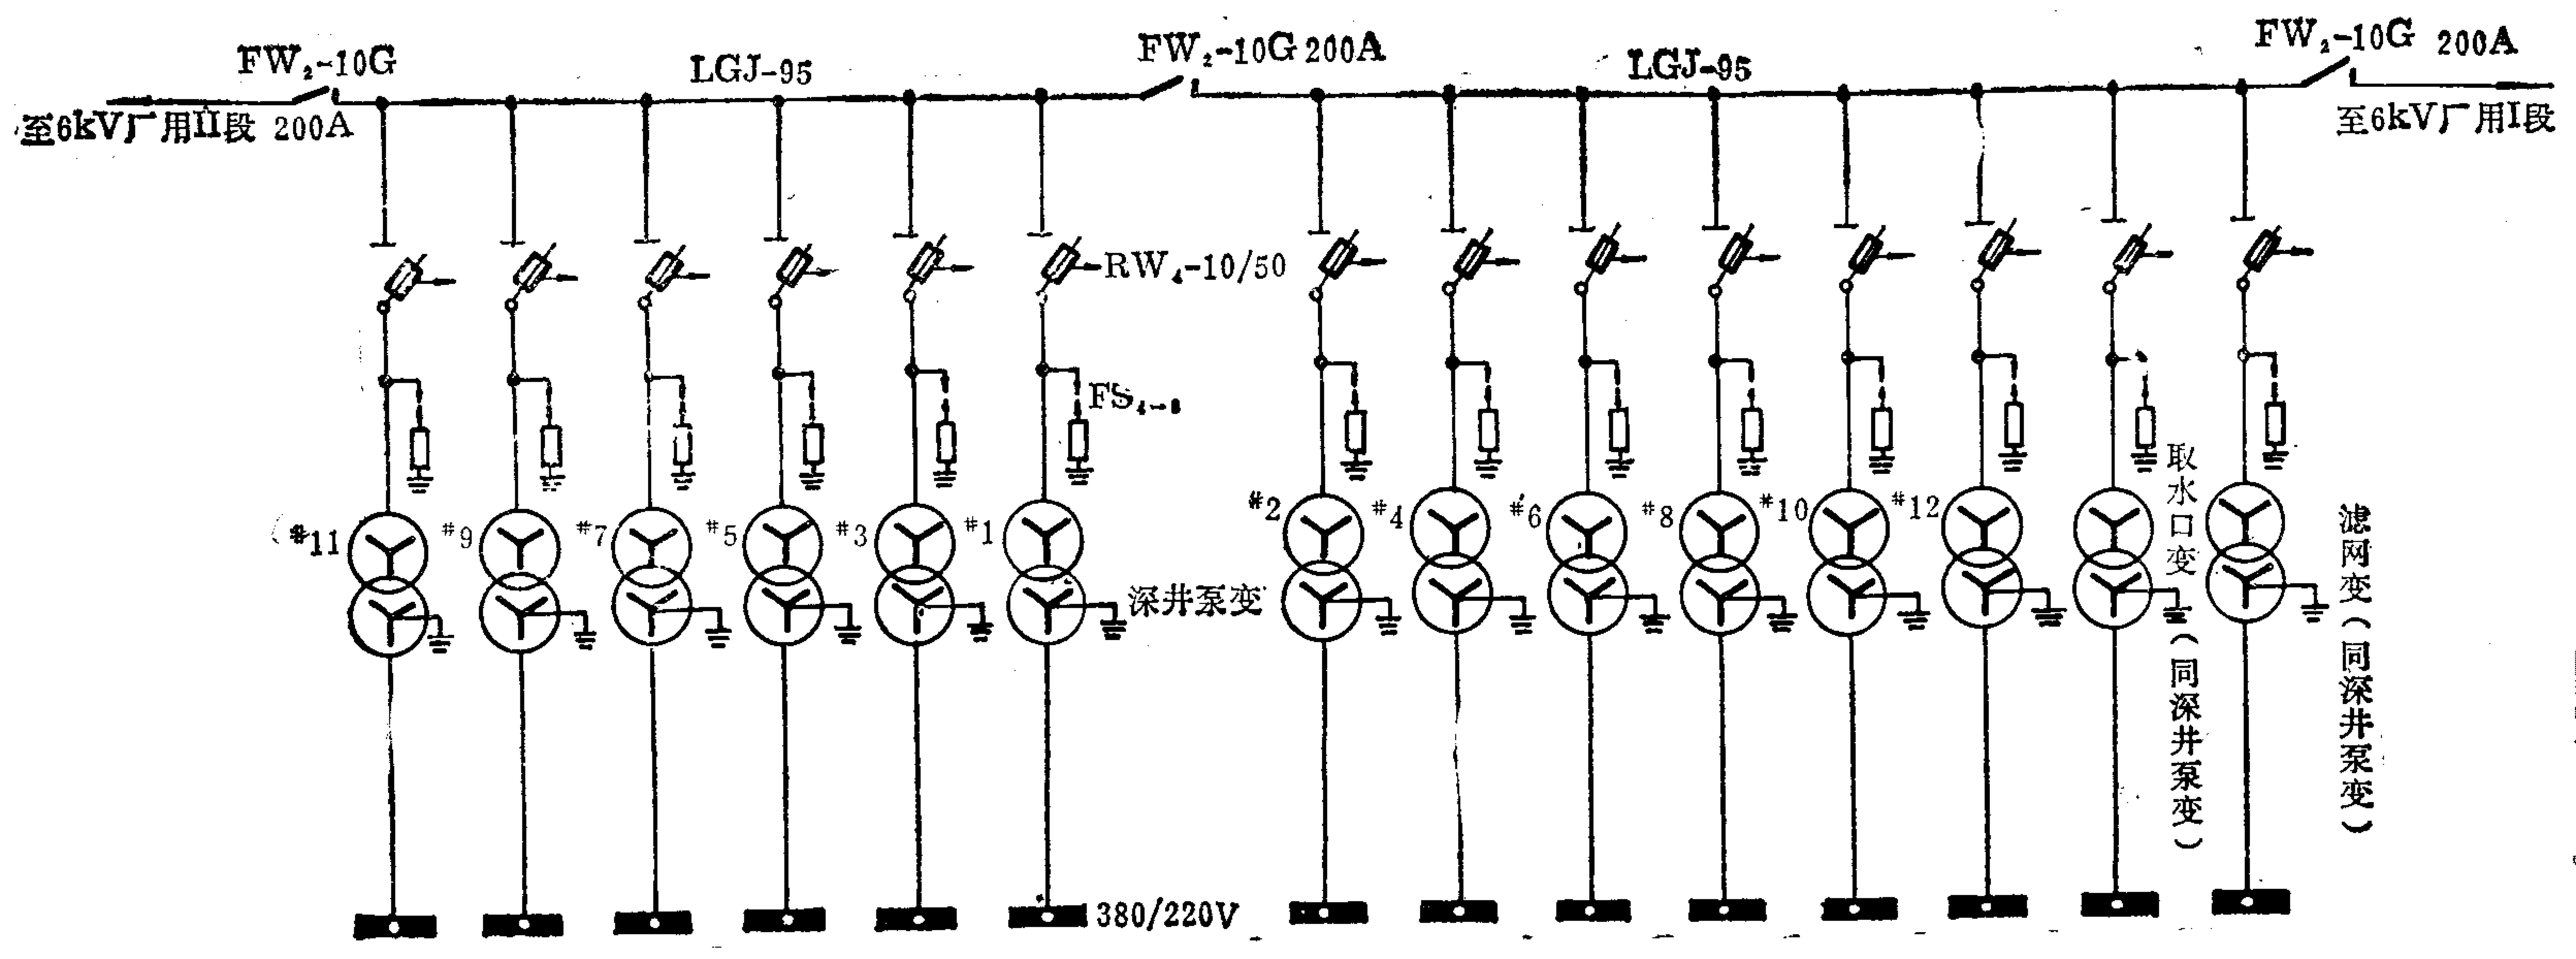 FW₂-10G
LGJ-95
FW₂-10G 200A
LGJ-95
FW₂-10G 200A
至6kV厂用II段 200A
至6kV厂用I段
RW₄-10/50
#11
#9
#7
#5
#3
#1
深井泵变
#2
#4
#6
#8
#10
#12
取水口变（同深井泵变）
滤网变（同深井泵变）
380/220V